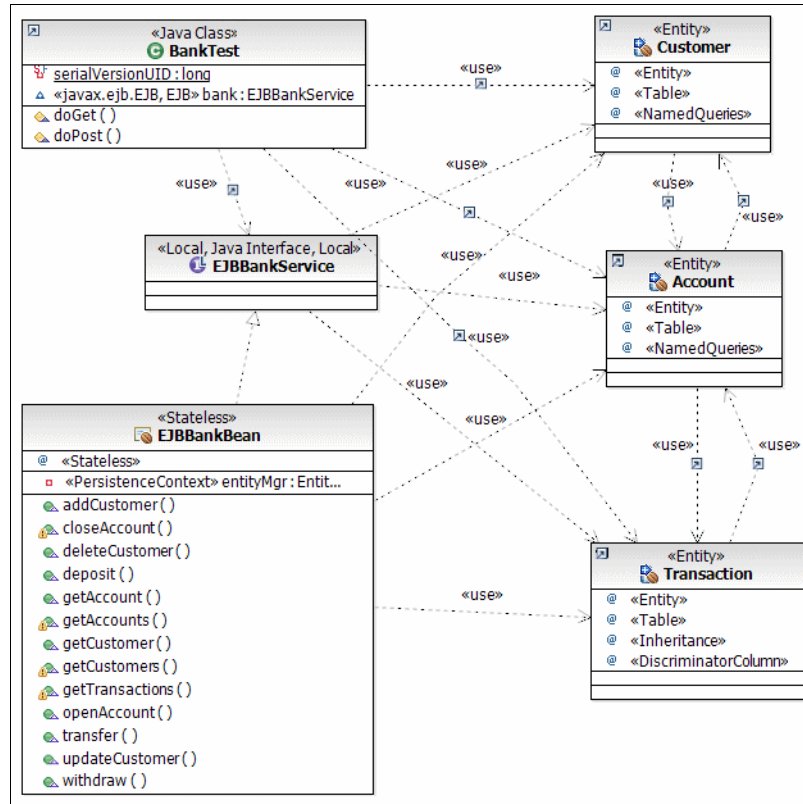 «Java Class»
BankTest
serialVersionUID : long
«javax.ejb.EJB, EJB» bank : EJBBankService
doGet ( )
doPost ( )
«Entity»
Customer
@ «Entity»
@ «Table»
@ «NamedQueries»
«use»
«use»
«use»
«use»
«use»
«Local, Java Interface, Local»
EJBBankService
«use»
«use»
«Entity»
Account
@ «Entity»
@ «Table»
@ «NamedQueries»
«use»
«use»
«use»
«use»
«use»
«use»
«Stateless»
EJBBankBean
@ «Stateless»
«PersistenceContext» entityMgr : Entit...
addCustomer ( )
closeAccount ( )
deleteCustomer ( )
deposit ( )
getAccount ( )
getAccounts ( )
getCustomer ( )
getCustomers ( )
getTransactions ( )
openAccount ( )
transfer ( )
updateCustomer ( )
withdraw ( )
«use»
«Entity»
Transaction
@ «Entity»
@ «Table»
@ «Inheritance»
@ «DiscriminatorColumn»